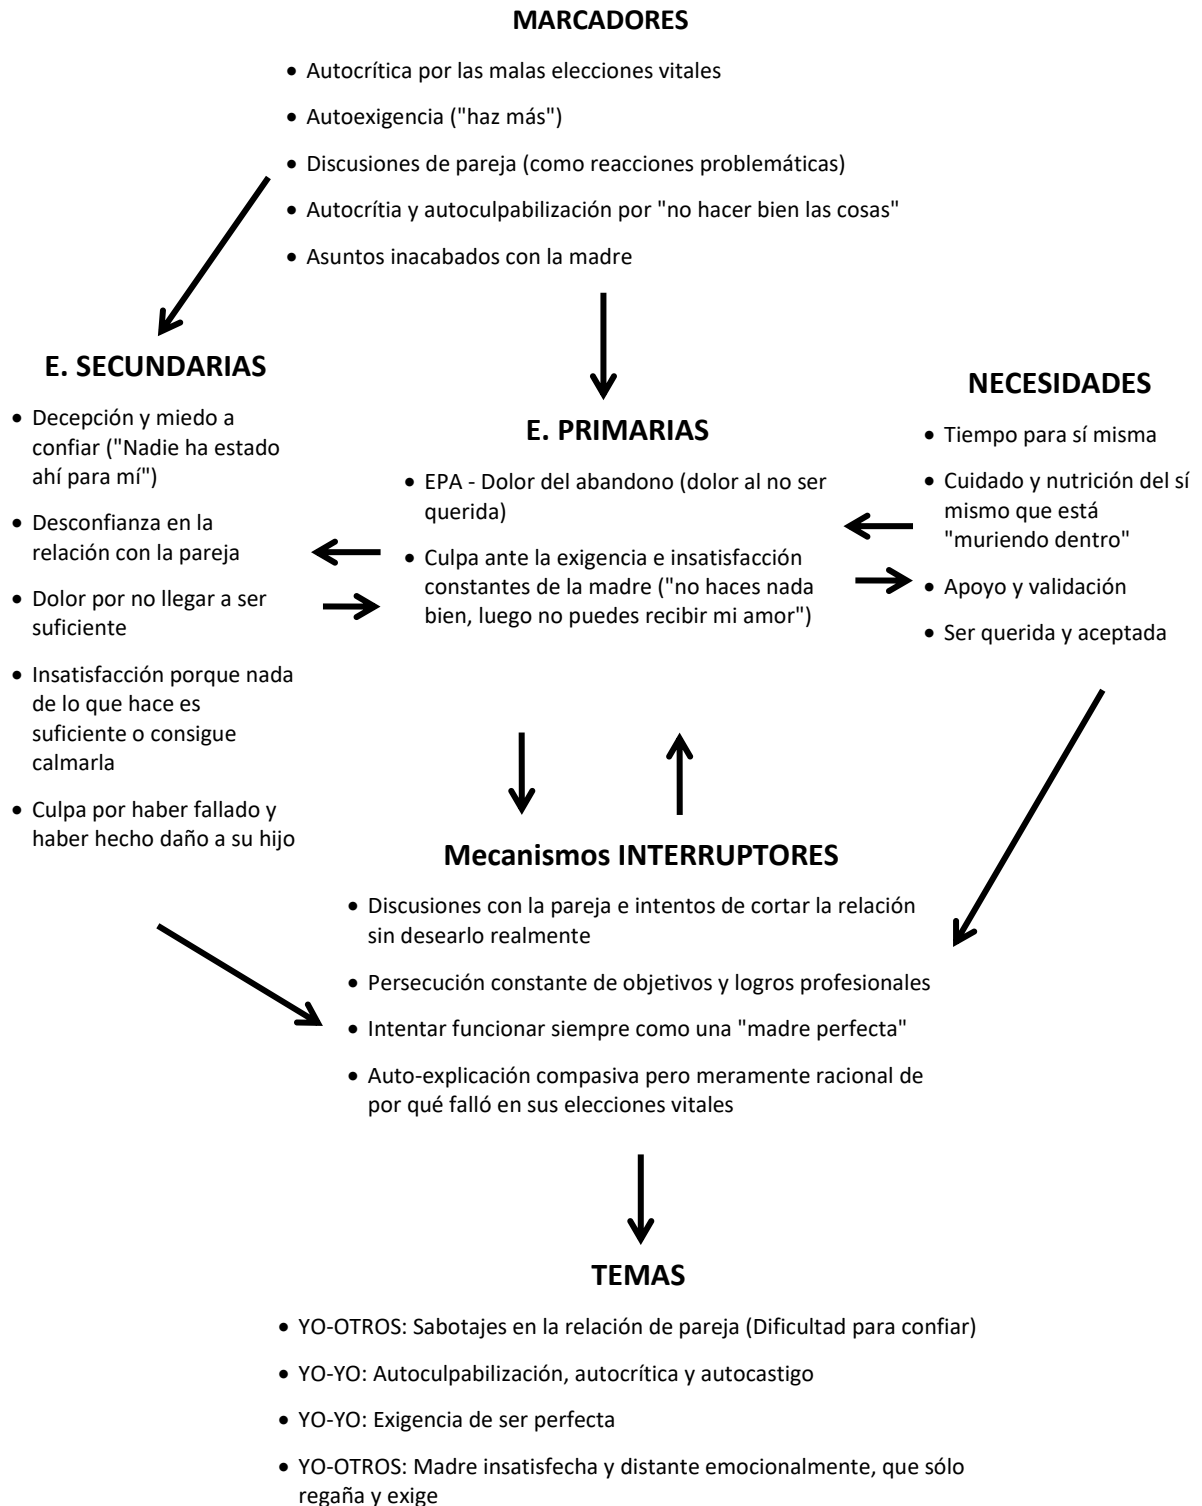 MARCADORES
• Autocrítica por las malas elecciones vitales
• Autoexigencia ("haz más")
• Discusiones de pareja (como reacciones problemáticas)
• Autocrítia y autoculpabilización por "no hacer bien las cosas"
• Asuntos inacabados con la madre
E. SECUNDARIAS
• Decepción y miedo a
confiar ("Nadie ha estado
ahí para mí")
• Desconfianza en la
relación con la pareja
• Dolor por no llegar a ser
suficiente
• Insatisfacción porque nada
de lo que hace es
suficiente o consigue
calmarla
• Culpa por haber fallado y
haber hecho daño a su hijo
E. PRIMARIAS
• EPA - Dolor del abandono (dolor al no ser
querida)
• Culpa ante la exigencia e insatisfacción
constantes de la madre ("no haces nada
bien, luego no puedes recibir mi amor")
NECESIDADES
• Tiempo para sí misma
• Cuidado y nutrición del sí
mismo que está
"muriendo dentro"
• Apoyo y validación
• Ser querida y aceptada
Mecanismos INTERRUPTORES
• Discusiones con la pareja e intentos de cortar la relación
sin desearlo realmente
• Persecución constante de objetivos y logros profesionales
• Intentar funcionar siempre como una "madre perfecta"
• Auto-explicación compasiva pero meramente racional de
por qué falló en sus elecciones vitales
TEMAS
• YO-OTROS: Sabotajes en la relación de pareja (Dificultad para confiar)
• YO-YO: Autoculpabilización, autocrítica y autocastigo
• YO-YO: Exigencia de ser perfecta
• YO-OTROS: Madre insatisfecha y distante emocionalmente, que sólo
regaña y exige